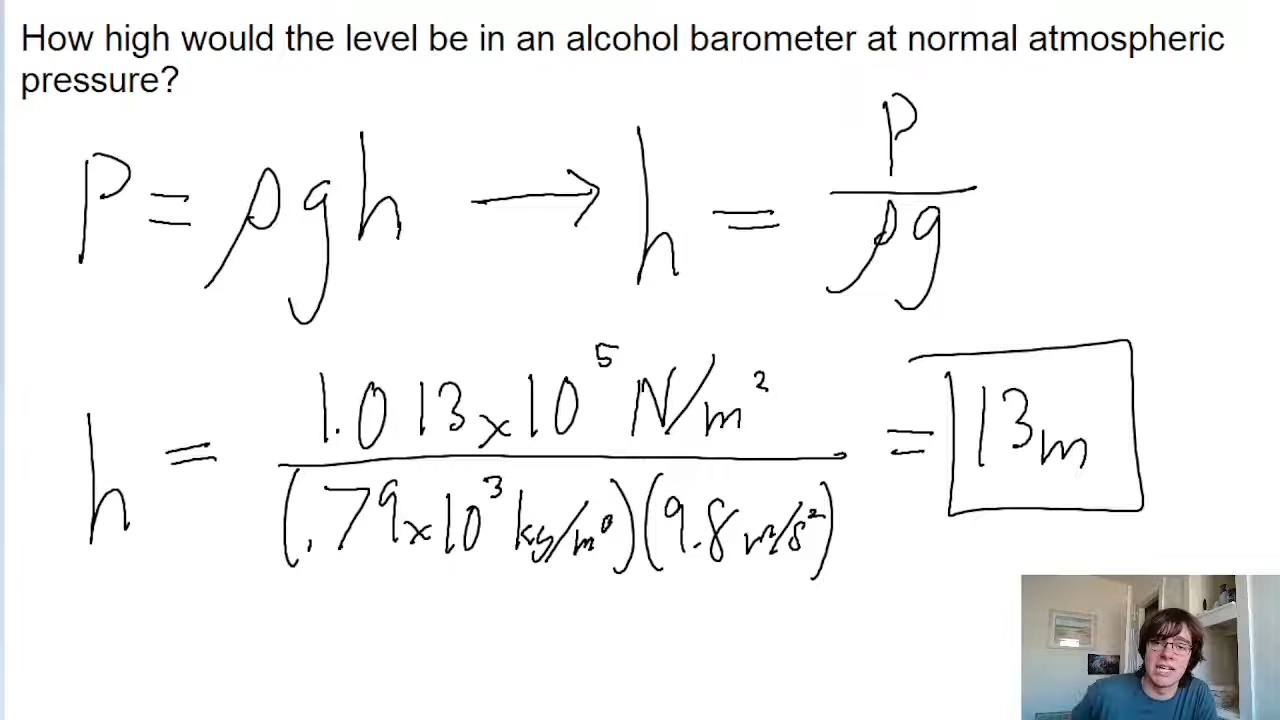 How high would the level be in an alcohol barometer at normal atmospheric
pressure?
P = ρgh → h = P/ρg
h = 1.013 x 10⁵ N/m² / (.79 x 10³ kg/m³)(9.8 m/s²) = 13m